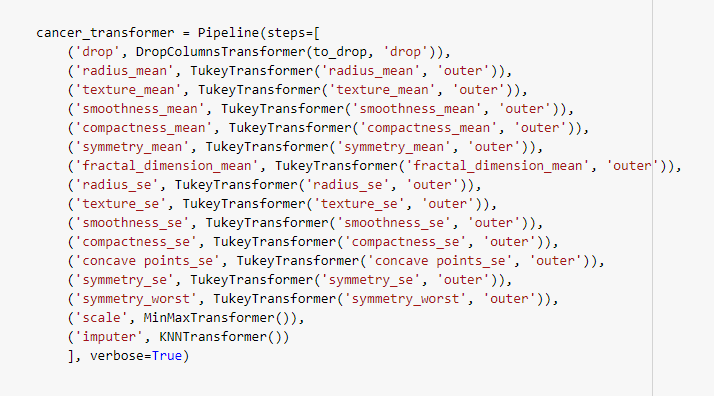 cancer_transformer = Pipeline(steps=[
    ('drop', DropColumnsTransformer(to_drop, 'drop')),
    ('radius_mean', TukeyTransformer('radius_mean', 'outer')),
    ('texture_mean', TukeyTransformer('texture_mean', 'outer')),
    ('smoothness_mean', TukeyTransformer('smoothness_mean', 'outer')),
    ('compactness_mean', TukeyTransformer('compactness_mean', 'outer')),
    ('symmetry_mean', TukeyTransformer('symmetry_mean', 'outer')),
    ('fractal_dimension_mean', TukeyTransformer('fractal_dimension_mean', 'outer')),
    ('radius_se', TukeyTransformer('radius_se', 'outer')),
    ('texture_se', TukeyTransformer('texture_se', 'outer')),
    ('smoothness_se', TukeyTransformer('smoothness_se', 'outer')),
    ('compactness_se', TukeyTransformer('compactness_se', 'outer')),
    ('concave points_se', TukeyTransformer('concave points_se', 'outer')),
    ('symmetry_se', TukeyTransformer('symmetry_se', 'outer')),
    ('symmetry_worst', TukeyTransformer('symmetry_worst', 'outer')),
    ('scale', MinMaxTransformer()),
    ('imputer', KNNTransformer())
    ], verbose=True)